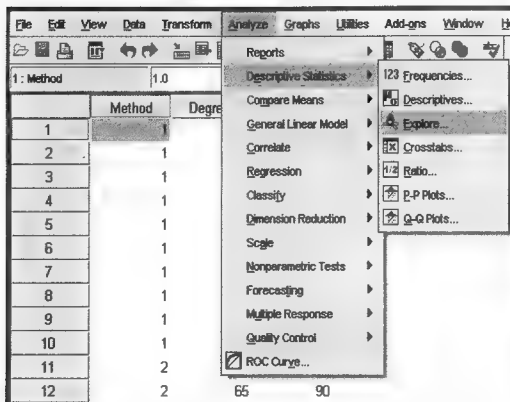 File Edit View Data Transform Analyze Graphs Utilities Add-ons Window
1 : Method 1.0
Method Degre
1 1
2 1
3 1
4 1
5 1
6 1
7 1
8 1
9 1
10 1
11 2
12 2 65 90
Reports
Descriptive Statistics
Compare Means
General Linear Model
Correlate
Regression
Classify
Dimension Reduction
Scale
Nonparametric Tests
Forecasting
Multiple Response
Quality Control
ROC Curve...
123 Frequencies...
Descriptives...
Explore...
Crosstabs...
1/2 Ratio...
P-P Plots...
Q-Q Plots...